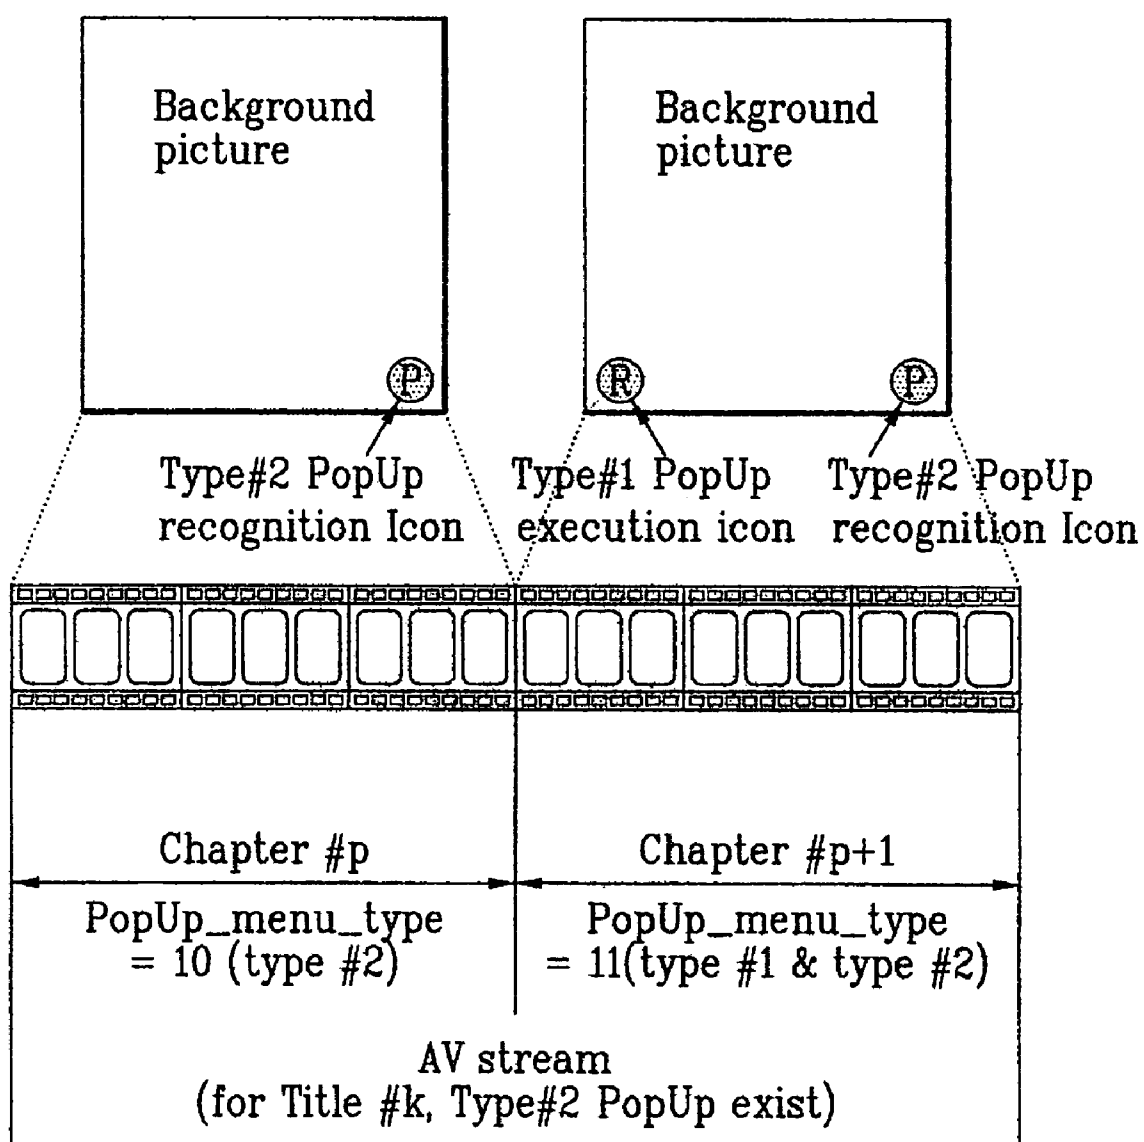 Background
picture
Background
picture
P
R
P
Type#2 PopUp
recognition Icon
Type#1 PopUp
execution icon
Type#2 PopUp
recognition Icon
Chapter #p
Chapter #p+1
PopUp_menu_type
= 10 (type #2)
PopUp_menu_type
= 11(type #1 & type #2)
AV stream
(for Title #k, Type#2 PopUp exist)